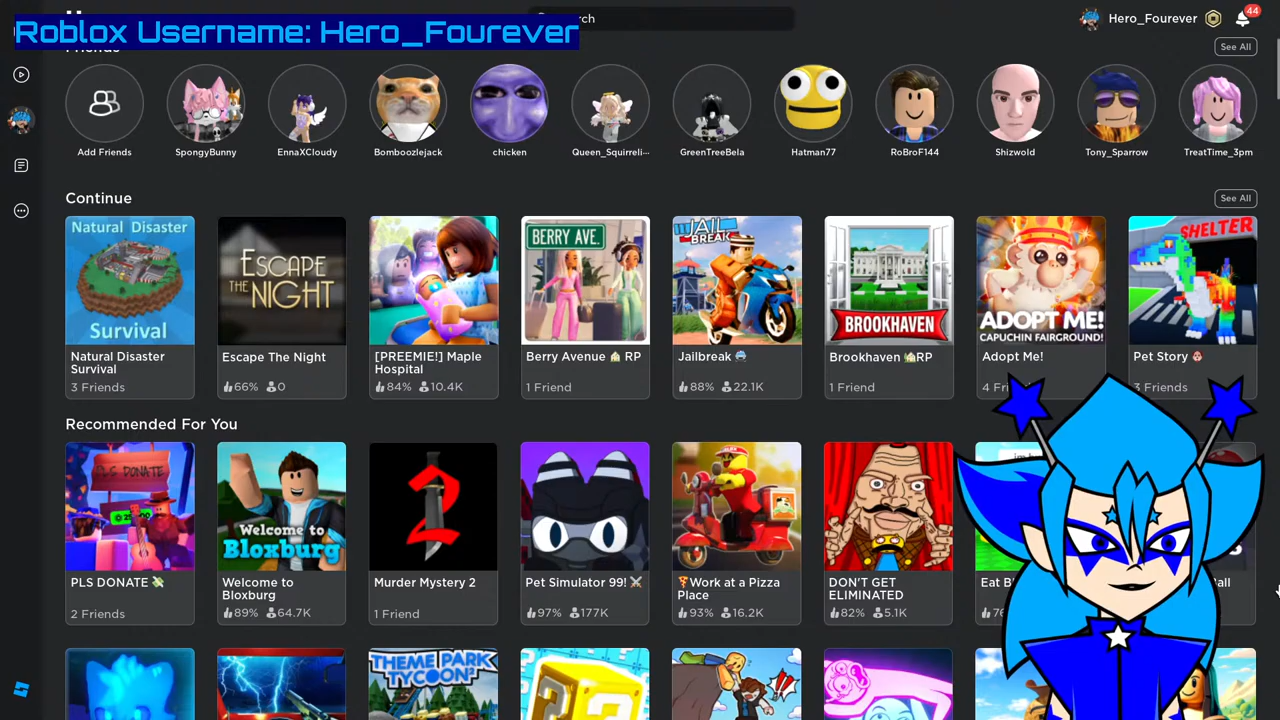 Roblox Username: Hero_Fourever
Hero_Fourever
44
See All
Add Friends
SpongyBunny
EnnaXCloudy
Bomboozlejack
chicken
Queen_Squirreli...
GreenTreeBela
Hatman77
RoBroF144
Shizwold
Tony_Sparrow
TreatTime_3pm
Continue
See All
Natural Disaster
Survival
ESCAPE
THE NIGHT
BERRY AVE.
JAIL
BREAK
BROOKHAVEN
ADOPT ME!
CAPUCHIN FAIRGROUND!
SHELTER
Natural Disaster
Survival
3 Friends
Escape The Night
66% 0
[PREEMIE!] Maple
Hospital
84% 10.4K
Berry Avenue 🏠 RP
1 Friend
Jailbreak
88% 22.1K
Brookhaven 🏡RP
1 Friend
Adopt Me!
Pet Story
3 Friends
Recommended For You
PLS DONATE
Welcome to
Bloxburg
2
PLS DONATE 💸
2 Friends
Welcome to
Bloxburg
89% 64.7K
Murder Mystery 2
1 Friend
Pet Simulator 99! ⚔
97% 177K
🍕Work at a Pizza
Place
93% 16.2K
DON'T GET
ELIMINATED
82% 5.1K
THEME PARK
TYCOON 2